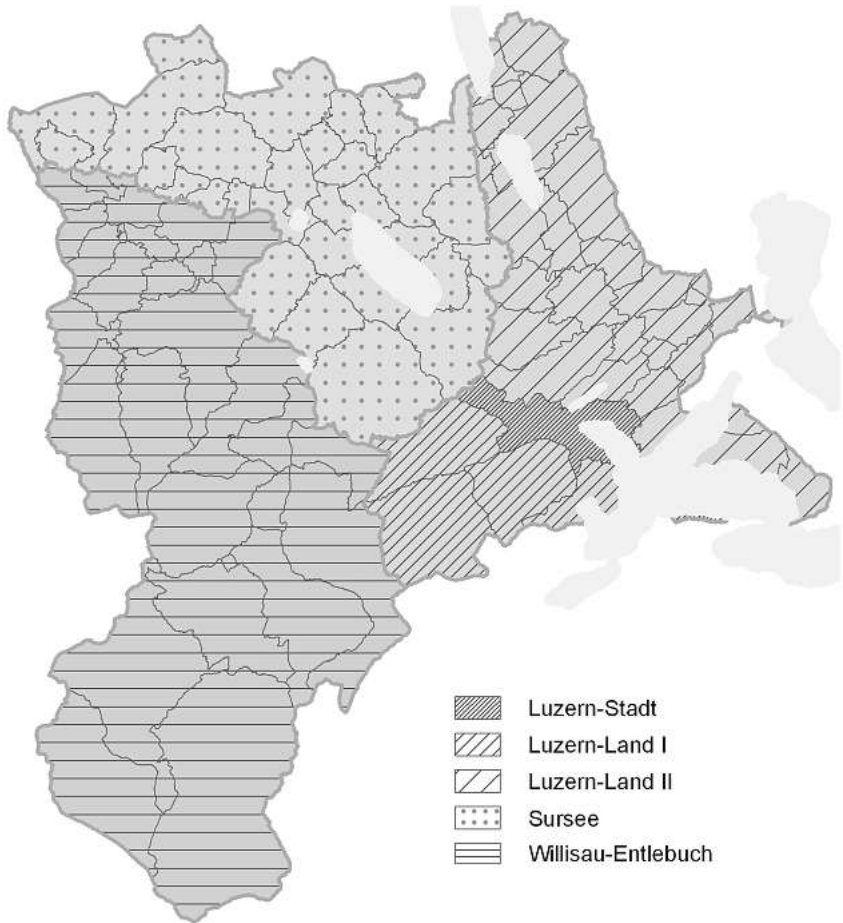 Luzern-Stadt
Luzern-Land I
Luzern-Land II
Sursee
Willisau-Entlebuch